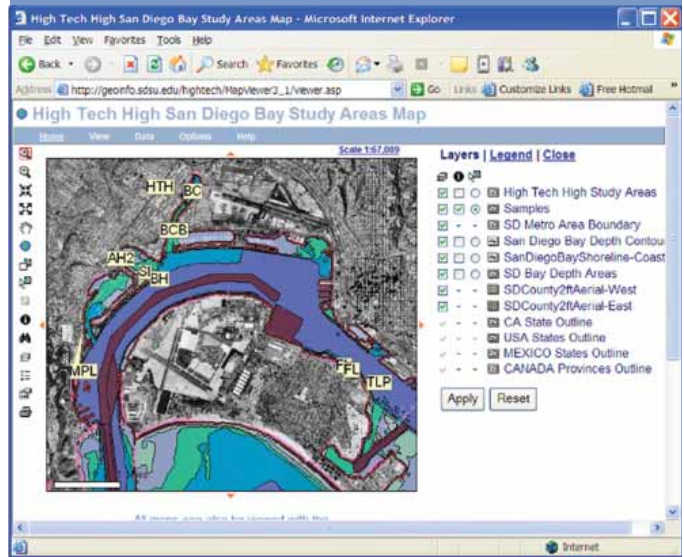 High Tech High San Diego Bay Study Areas Map - Microsoft Internet Explorer
File Edit View Favorites Tools Help
Back Search Favorites
Address http://geoinfo.sdsu.edu/hightech/MapViewer3_1/viewer.asp Go Links Customize Links Free Hotmail
High Tech High San Diego Bay Study Areas Map
Home View Data Options Help
Scale 1:67,089
Layers | Legend | Close
High Tech High Study Areas
Samples
SD Metro Area Boundary
San Diego Bay Depth Contou
SanDiegoBayShoreline-Coast
SD Bay Depth Areas
SDCounty2ftAerial-West
SDCounty2ftAerial-East
CA State Outline
USA States Outline
MEXICO States Outline
CANADA Provinces Outline
Apply Reset
HTH BC
BCB
AH2
SI
BH
MPL
FL
TLP
Internet